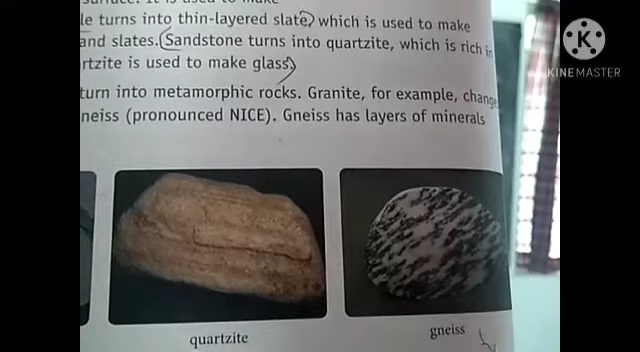 le turns into thin-layered slate, which is used to make
and slates. Sandstone turns into quartzite, which is rich in
rtzite is used to make glass.
turn into metamorphic rocks. Granite, for example, change
neiss (pronounced NICE). Gneiss has layers of minerals
quartzite
gneiss
KINEMASTER